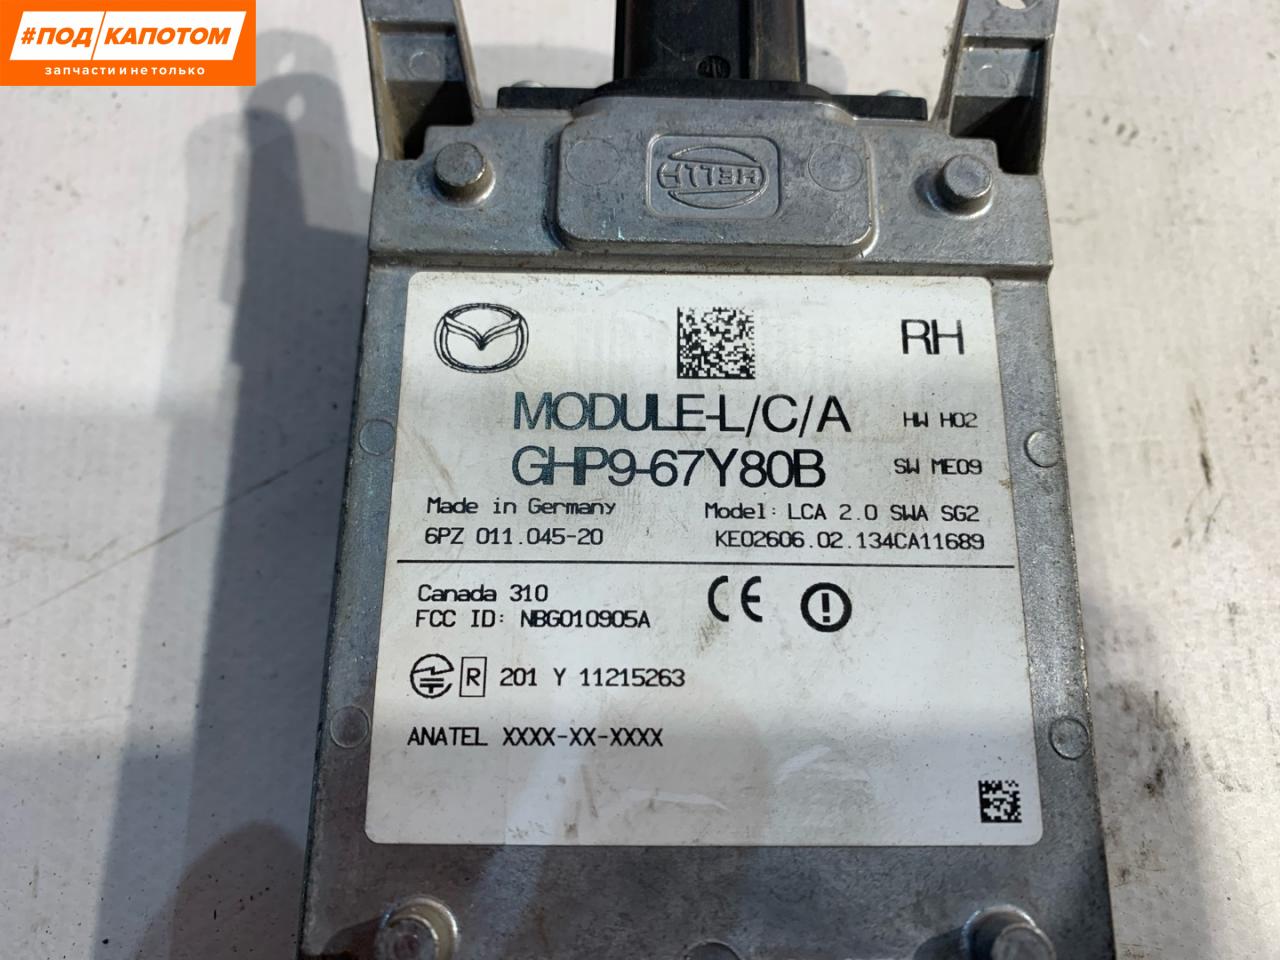 #ПОД/КАПОТОМ
запчасти и не только
HELLA
RH
MODULE-L/C/A
HW H02
GHP9-67Y80B
SW ME09
Made in Germany
Model: LCA 2.0 SWA SG2
6PZ 011.045-20
KE02606.02.134CA11689
Canada 310
FCC ID: NBG010905A
CE
R 201 Y 11215263
ANATEL XXXX-XX-XXXX